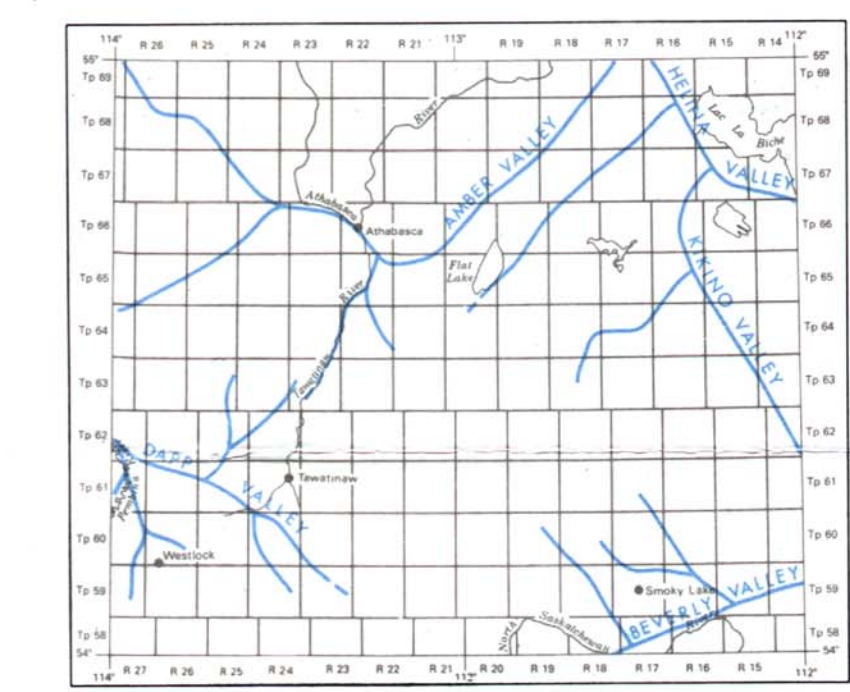 114° R 26 R 25 R 24 R 23 R 22 R 21 113° R 19 R 18 R 17 R 16 R 15 R 14 112°
55° 55°
Tp 69 Tp 69
HELINA
Lac La Biche
River
Tp 68 Tp 68
AMBER VALLEY
VALLEY
Tp 67 Tp 67
Athabasca
Tp 66 Tp 66
Athabasca
KIKINO VALLEY
Flat
Lake
Tp 65 Tp 65
River
Tp 64 Tp 64
Tawatinaw
Tp 63 Tp 63
Tp 62 Tp 62
DAPP
VALLEY
Tawatinaw
Tp 61 Tp 61
River
Pembina
Tp 60 Tp 60
Westlock
Tp 59 Tp 59
Smoky Lake
BEVERLY VALLEY
North Saskatchewan River
Tp 58 Tp 58
54° 54°
114° R 27 R 26 R 25 R 24 R 23 R 22 R 21 R 20 R 19 R 18 R 17 R 16 R 15 112°